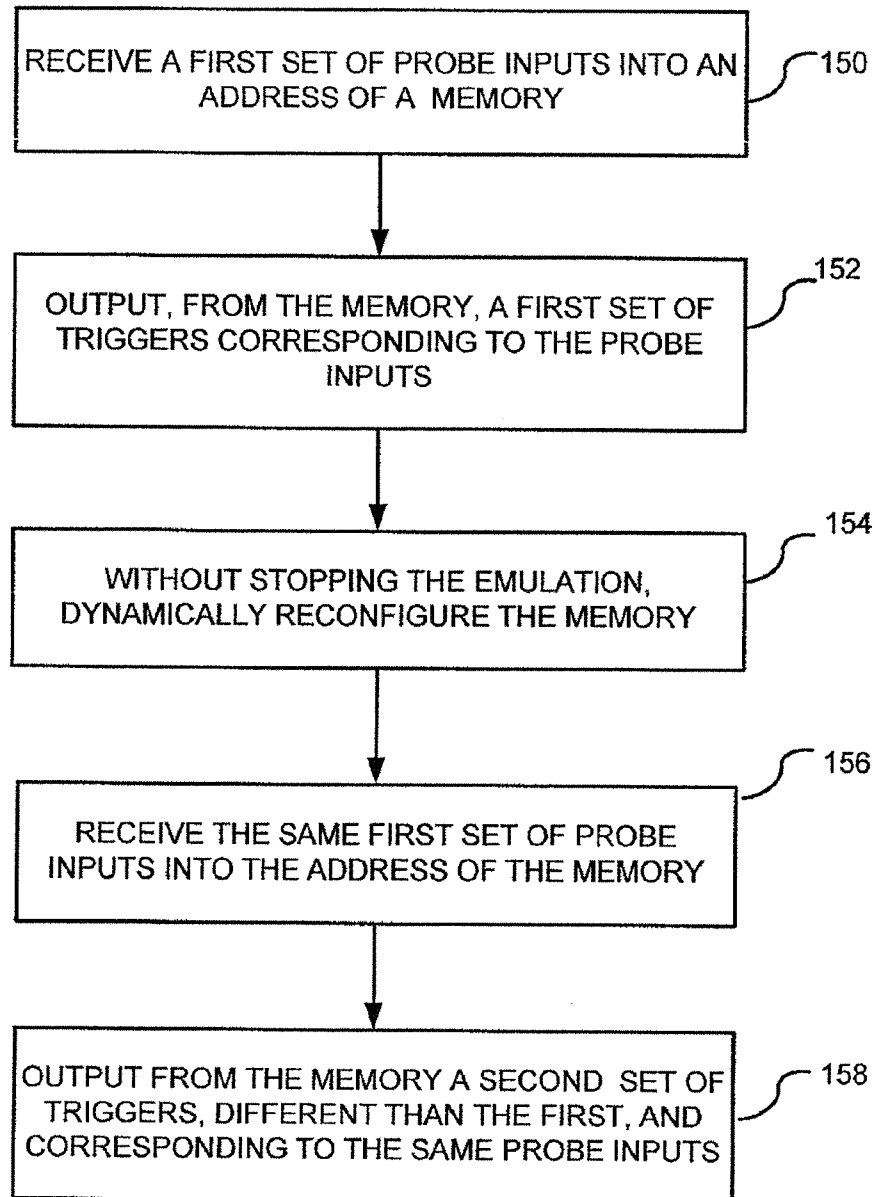 RECEIVE A FIRST SET OF PROBE INPUTS INTO AN
ADDRESS OF A MEMORY
150
OUTPUT, FROM THE MEMORY, A FIRST SET OF
TRIGGERS CORRESPONDING TO THE PROBE
INPUTS
152
WITHOUT STOPPING THE EMULATION,
DYNAMICALLY RECONFIGURE THE MEMORY
154
RECEIVE THE SAME FIRST SET OF PROBE
INPUTS INTO THE ADDRESS OF THE MEMORY
156
OUTPUT FROM THE MEMORY A SECOND SET OF
TRIGGERS, DIFFERENT THAN THE FIRST, AND
CORRESPONDING TO THE SAME PROBE INPUTS
158